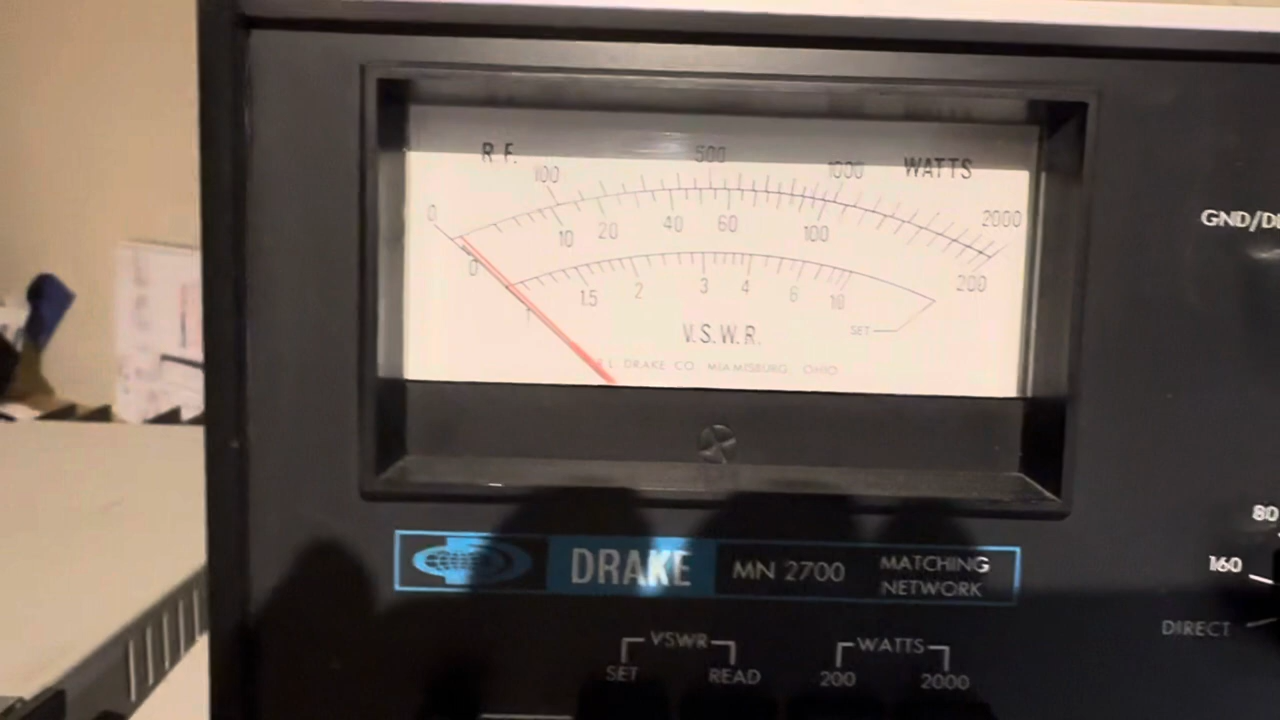 R F. 500 1000 WATTS
100
0 2000
10 20 40 60 100
0 200
1 1.5 2 3 4 6 10
V.S.W.R. SET
R.L. DRAKE CO. MIAMISBURG OHIO
GND/D
DRAKE MN 2700 MATCHING
NETWORK
80
160
DIRECT
VSWR WATTS
SET READ 200 2000